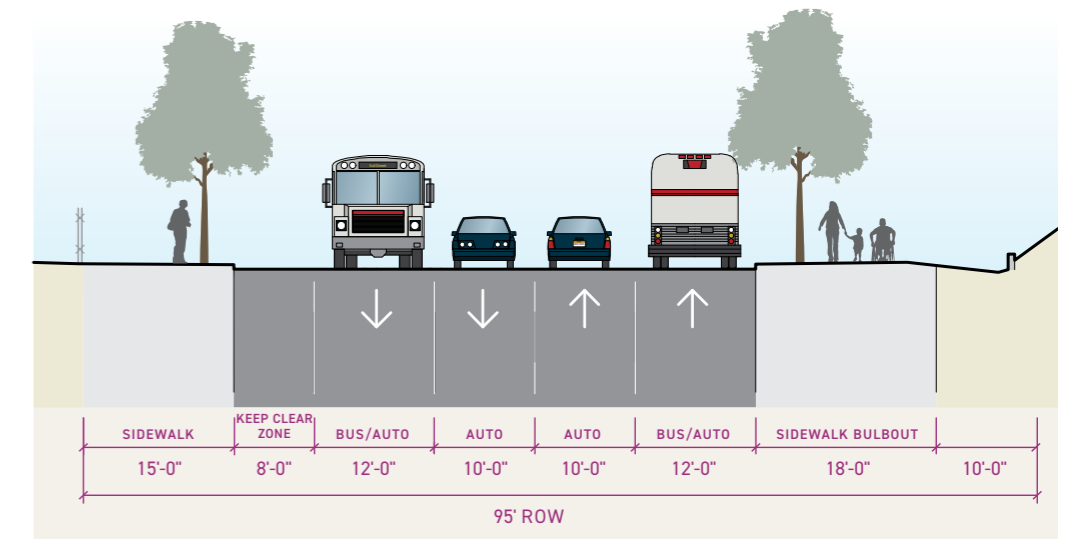 SIDEWALK
KEEP CLEAR
ZONE
BUS/AUTO
AUTO
AUTO
BUS/AUTO
SIDEWALK BULBOUT
15'-0"
8'-0"
12'-0"
10'-0"
10'-0"
12'-0"
18'-0"
10'-0"
95' ROW